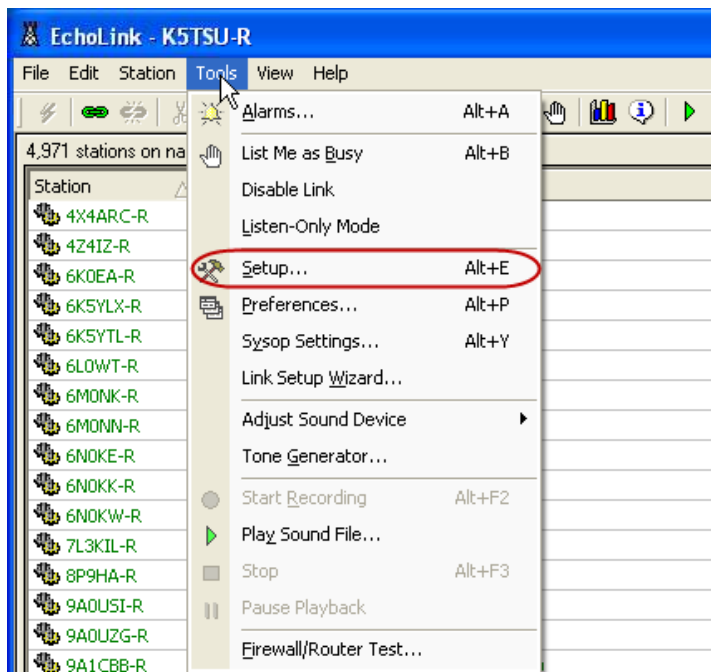 EchoLink - K5TSU-R
File Edit Station Tools View Help
4,971 stations on na
Station
4X4ARC-R
4Z4IZ-R
6K0EA-R
6K5YLX-R
6K5YTL-R
6L0WT-R
6M0NK-R
6M0NN-R
6N0KE-R
6N0KK-R
6N0KW-R
7L3KIL-R
8P9HA-R
9A0USI-R
9A0UZG-R
9A1CBB-R
Alarms... Alt+A
List Me as Busy Alt+B
Disable Link
Listen-Only Mode
Setup... Alt+E
Preferences... Alt+P
Sysop Settings... Alt+Y
Link Setup Wizard...
Adjust Sound Device
Tone Generator...
Start Recording Alt+F2
Play Sound File...
Stop Alt+F3
Pause Playback
Firewall/Router Test...